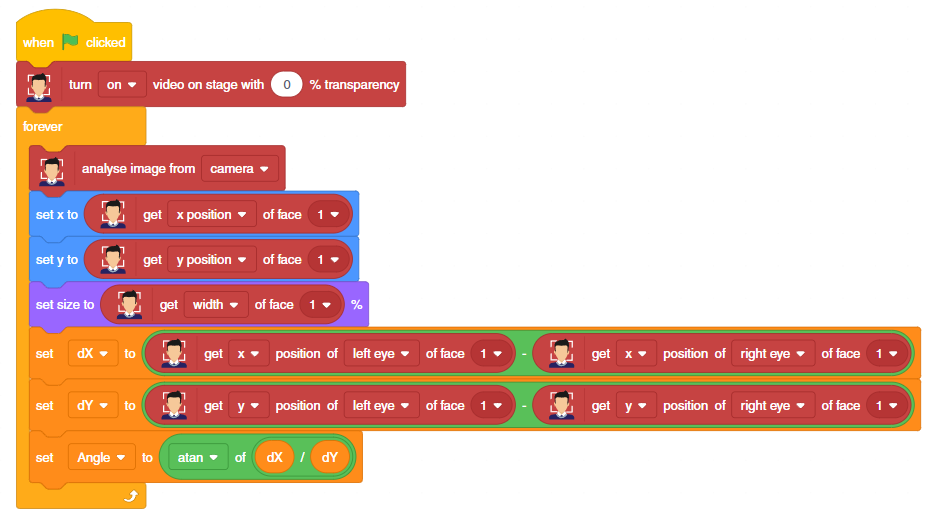 when clicked
turn on video on stage with 0 % transparency
forever
analyse image from camera
set x to get x position of face 1
set y to get y position of face 1
set size to get width of face 1 %
set dX to get x position of left eye of face 1 - get x position of right eye of face 1
set dY to get y position of left eye of face 1 - get y position of right eye of face 1
set Angle to atan of dX / dY